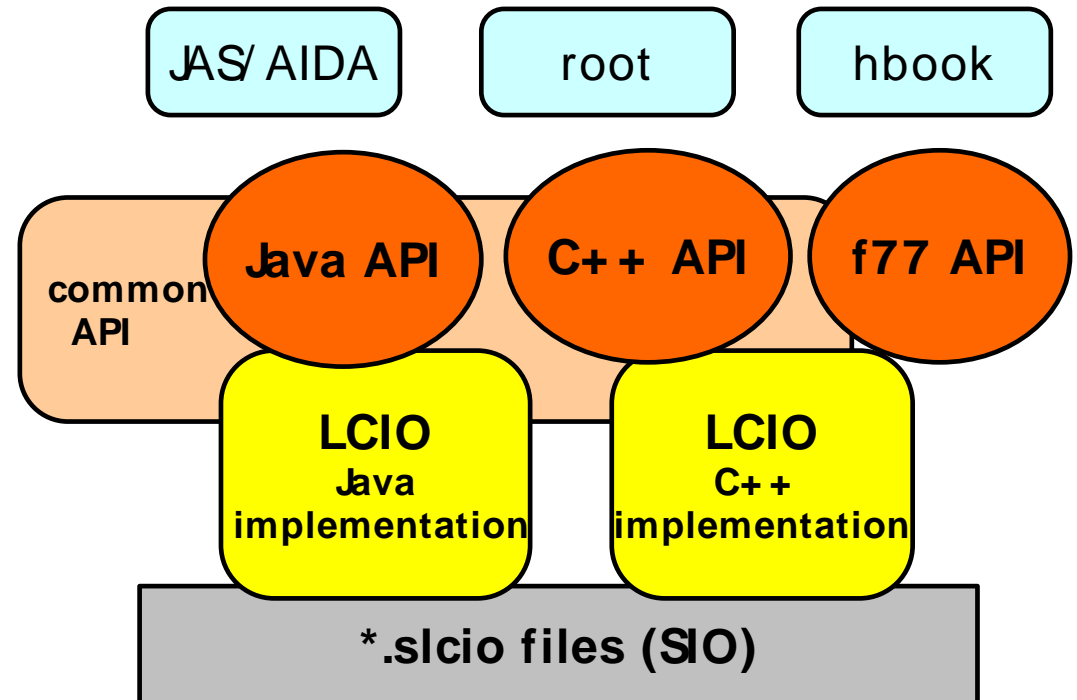 JAS/ AIDA
root
hbook
Java API
C++ API
f77 API
common
API
LCIO
Java
implementation
LCIO
C++
implementation
*.slcio files (SIO)